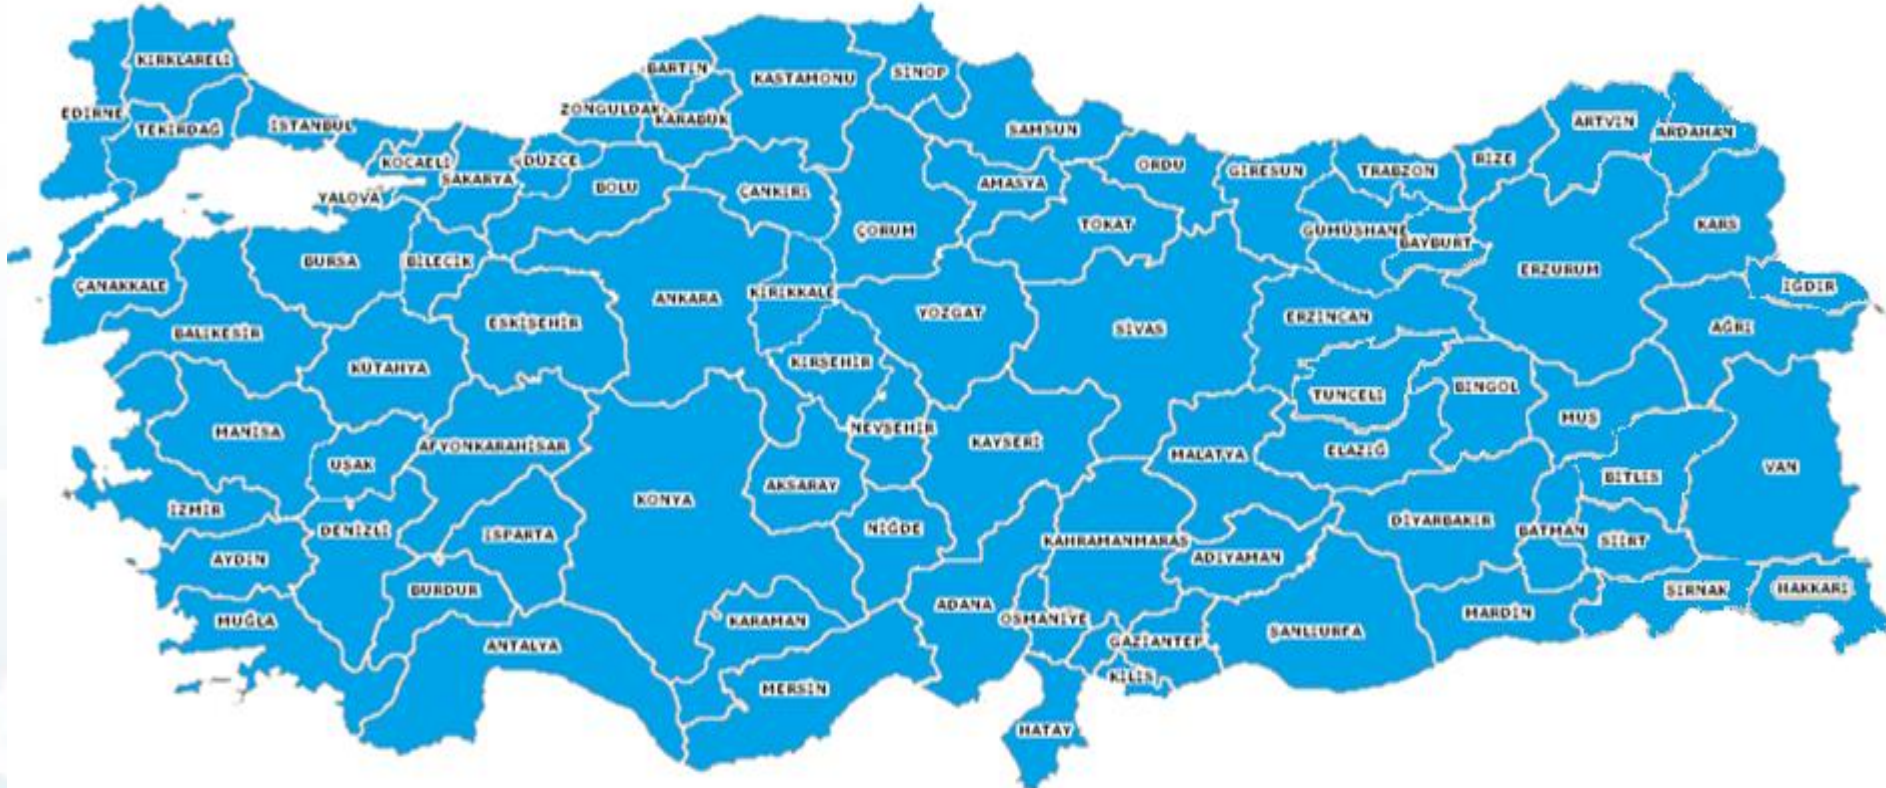 KIRKLARELİ
EDİRNE
TEKİRDAĞ
İSTANBUL
KOCAELİ
YALOVA
SAKARYA
DÜZCE
ZONGULDAK
BARTIN
KARABÜK
KASTAMONU
SİNOP
SAMSUN
BOLU
ÇANKIRI
ÇORUM
AMASYA
TOKAT
ORDU
GİRESUN
TRABZON
RİZE
ARTVİN
ARDAHAN
GÜMÜŞHANE
BAYBURT
KARS
ERZURUM
IĞDIR
AĞRI
ÇANAKKALE
BALIKESİR
BURSA
BİLECİK
ESKİŞEHİR
ANKARA
KIRIKKALE
YOZGAT
SİVAS
ERZİNCAN
KÜTAHYA
KIRŞEHİR
TUNCELİ
BİNGÖL
MUŞ
MANİSA
UŞAK
AFYONKARAHİSAR
NEVŞEHİR
KAYSERİ
MALATYA
ELAZIĞ
BİTLİS
VAN
İZMİR
DENİZLİ
ISPARTA
KONYA
AKSARAY
NİĞDE
KAHRAMANMARAŞ
ADIYAMAN
DİYARBAKIR
BATMAN
SİİRT
AYDIN
MUĞLA
BURDUR
ANTALYA
KARAMAN
MERSİN
ADANA
OSMANİYE
GAZİANTEP
KİLİS
HATAY
ŞANLIURFA
MARDİN
ŞIRNAK
HAKKARİ